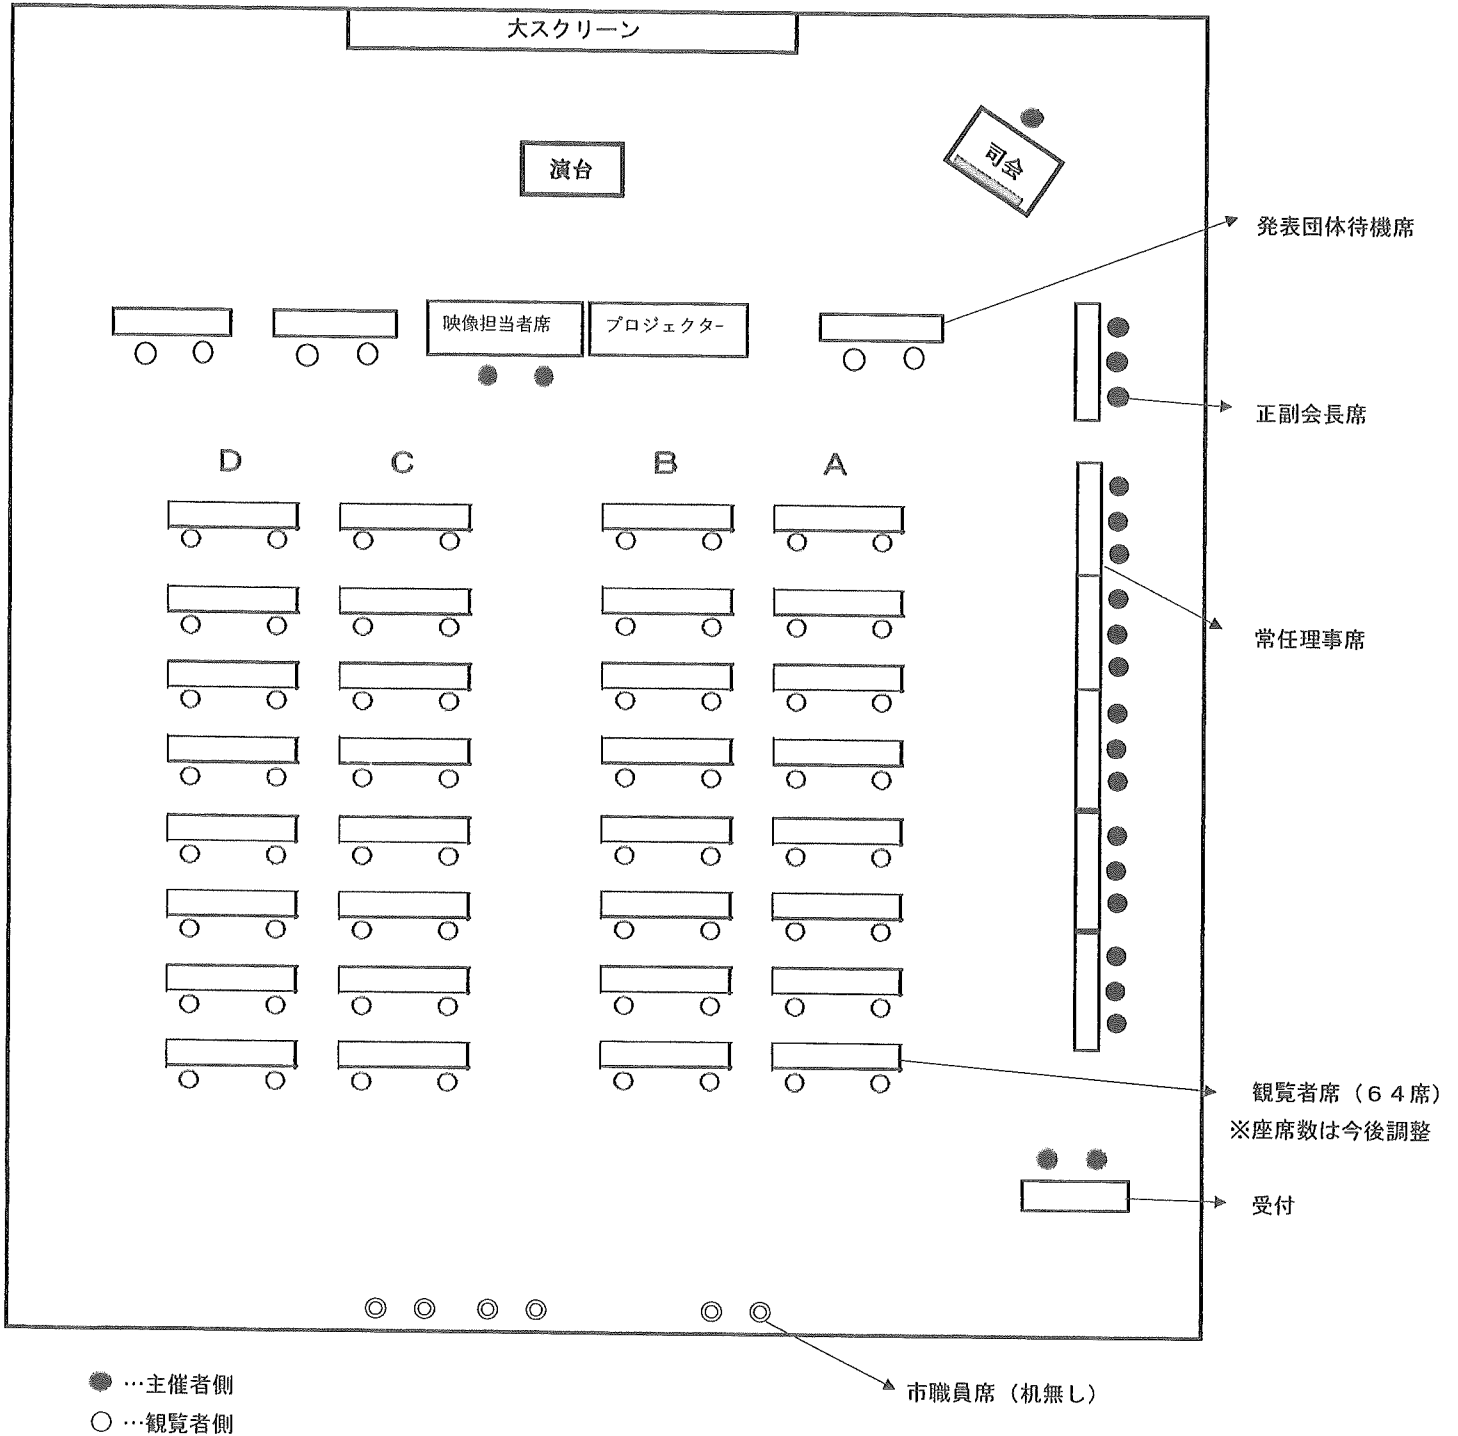 大スクリーン
司会
演台
発表団体待機席
映像担当者席
プロジェクター
正副会長席
D
C
B
A
常任理事席
観覧者席（６４席）
※座席数は今後調整
受付
●…主催者側
市職員席（机無し）
○…観覧者側